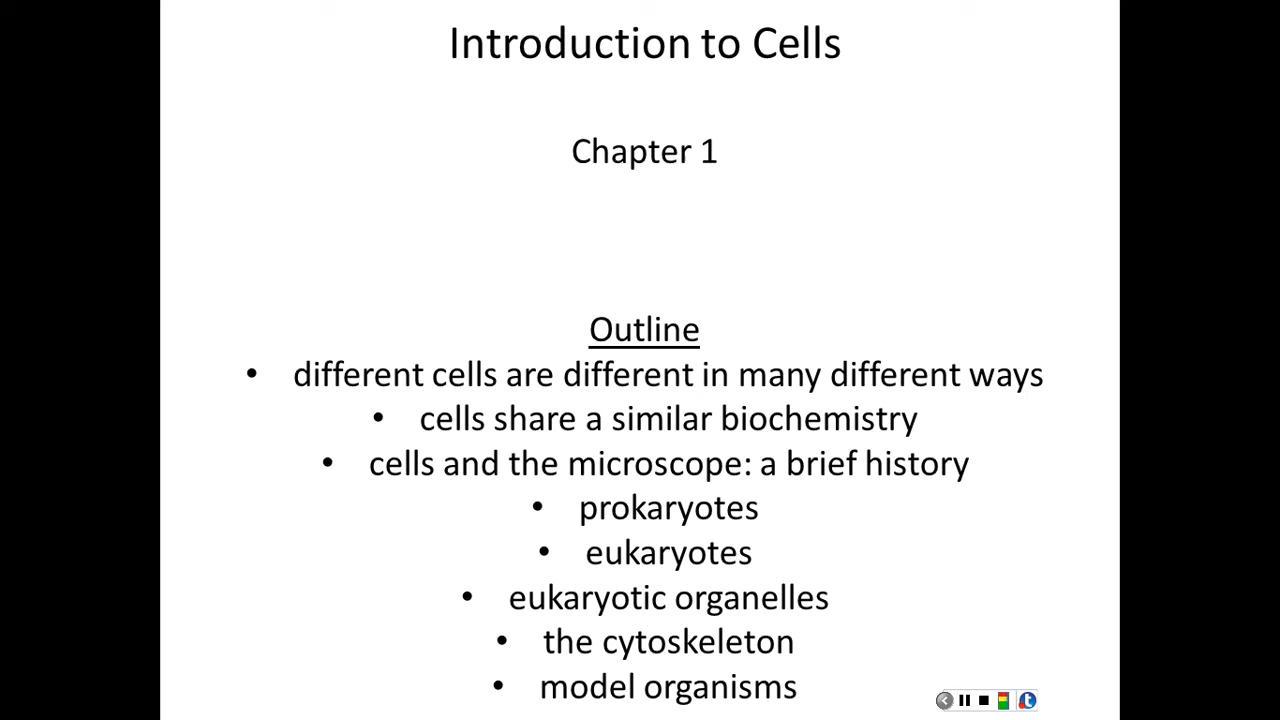 Introduction to Cells
Chapter 1
Outline
• different cells are different in many different ways
• cells share a similar biochemistry
• cells and the microscope: a brief history
• prokaryotes
• eukaryotes
• eukaryotic organelles
• the cytoskeleton
• model organisms
t